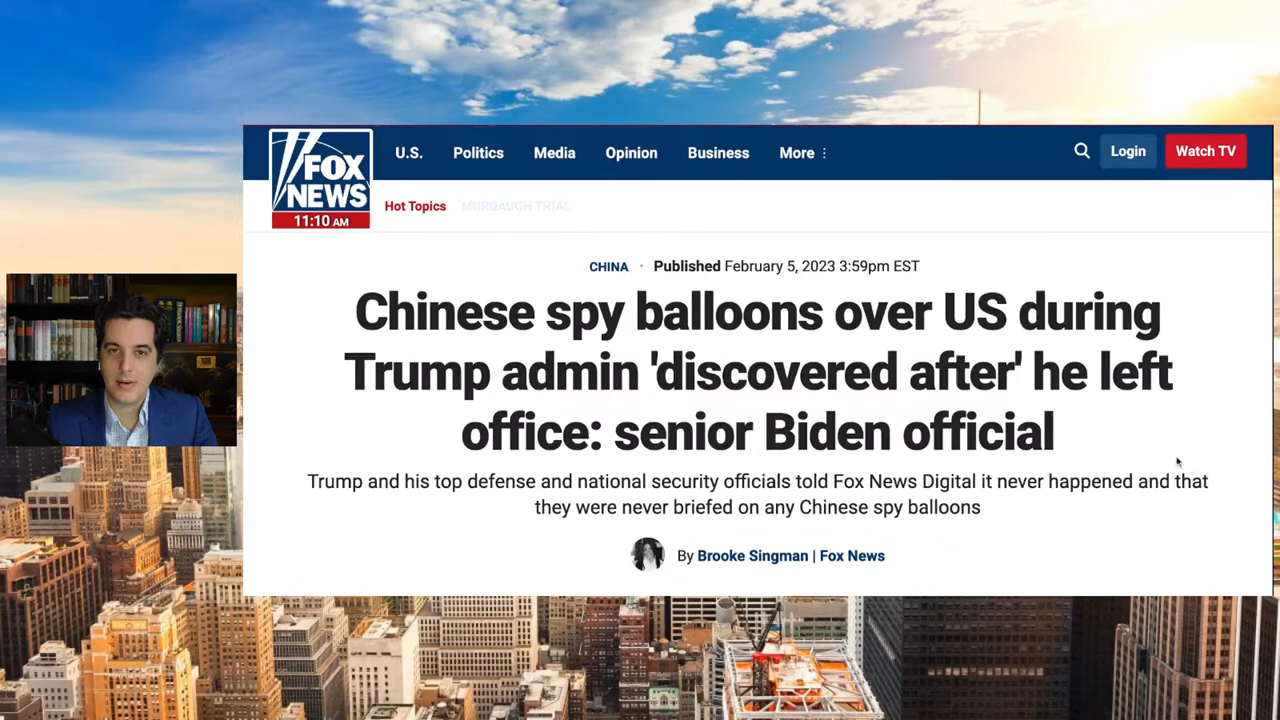 FOX
NEWS
11:10 AM
U.S. Politics Media Opinion Business More Login Watch TV
Hot Topics MURDAUGH TRIAL
CHINA · Published February 5, 2023 3:59pm EST
Chinese spy balloons over US during
Trump admin 'discovered after' he left
office: senior Biden official
Trump and his top defense and national security officials told Fox News Digital it never happened and that
they were never briefed on any Chinese spy balloons
By Brooke Singman | Fox News